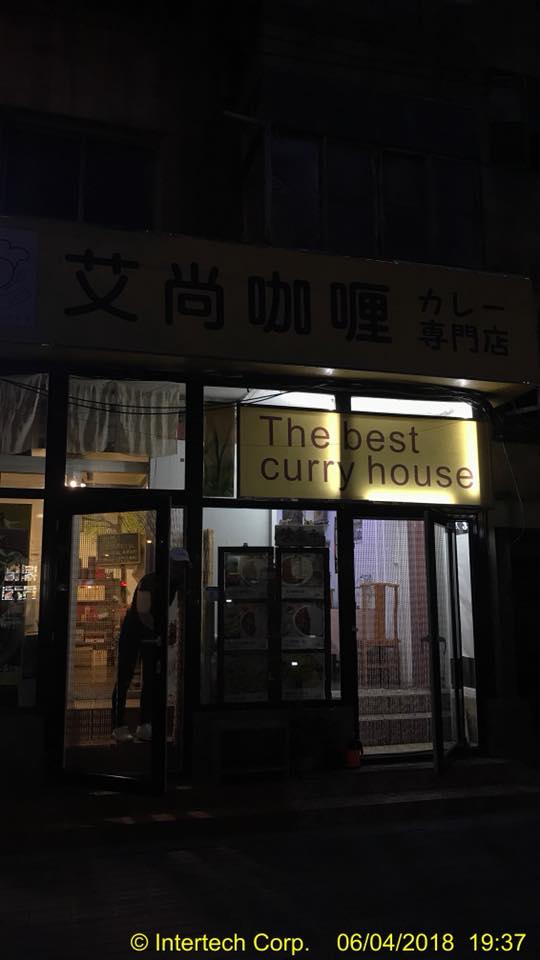 艾尚咖喱
カレー
専門店
The best
curry house
© Intertech Corp. 06/04/2018 19:37